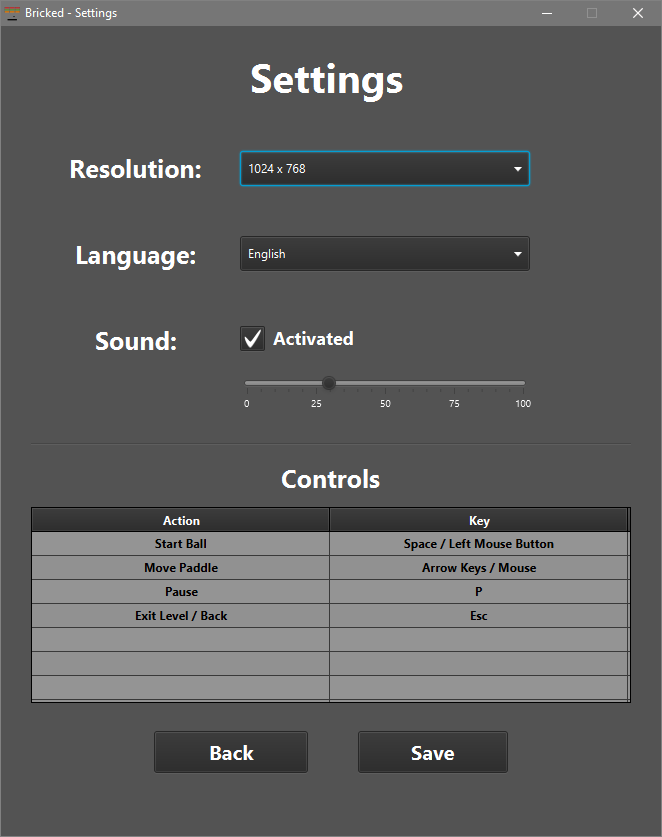 Bricked - Settings
Settings
Resolution: 1024 x 768
Language: English
Sound: Activated
0 25 50 75 100
Controls
Action Key
Start Ball Space / Left Mouse Button
Move Paddle Arrow Keys / Mouse
Pause P
Exit Level / Back Esc
Back Save